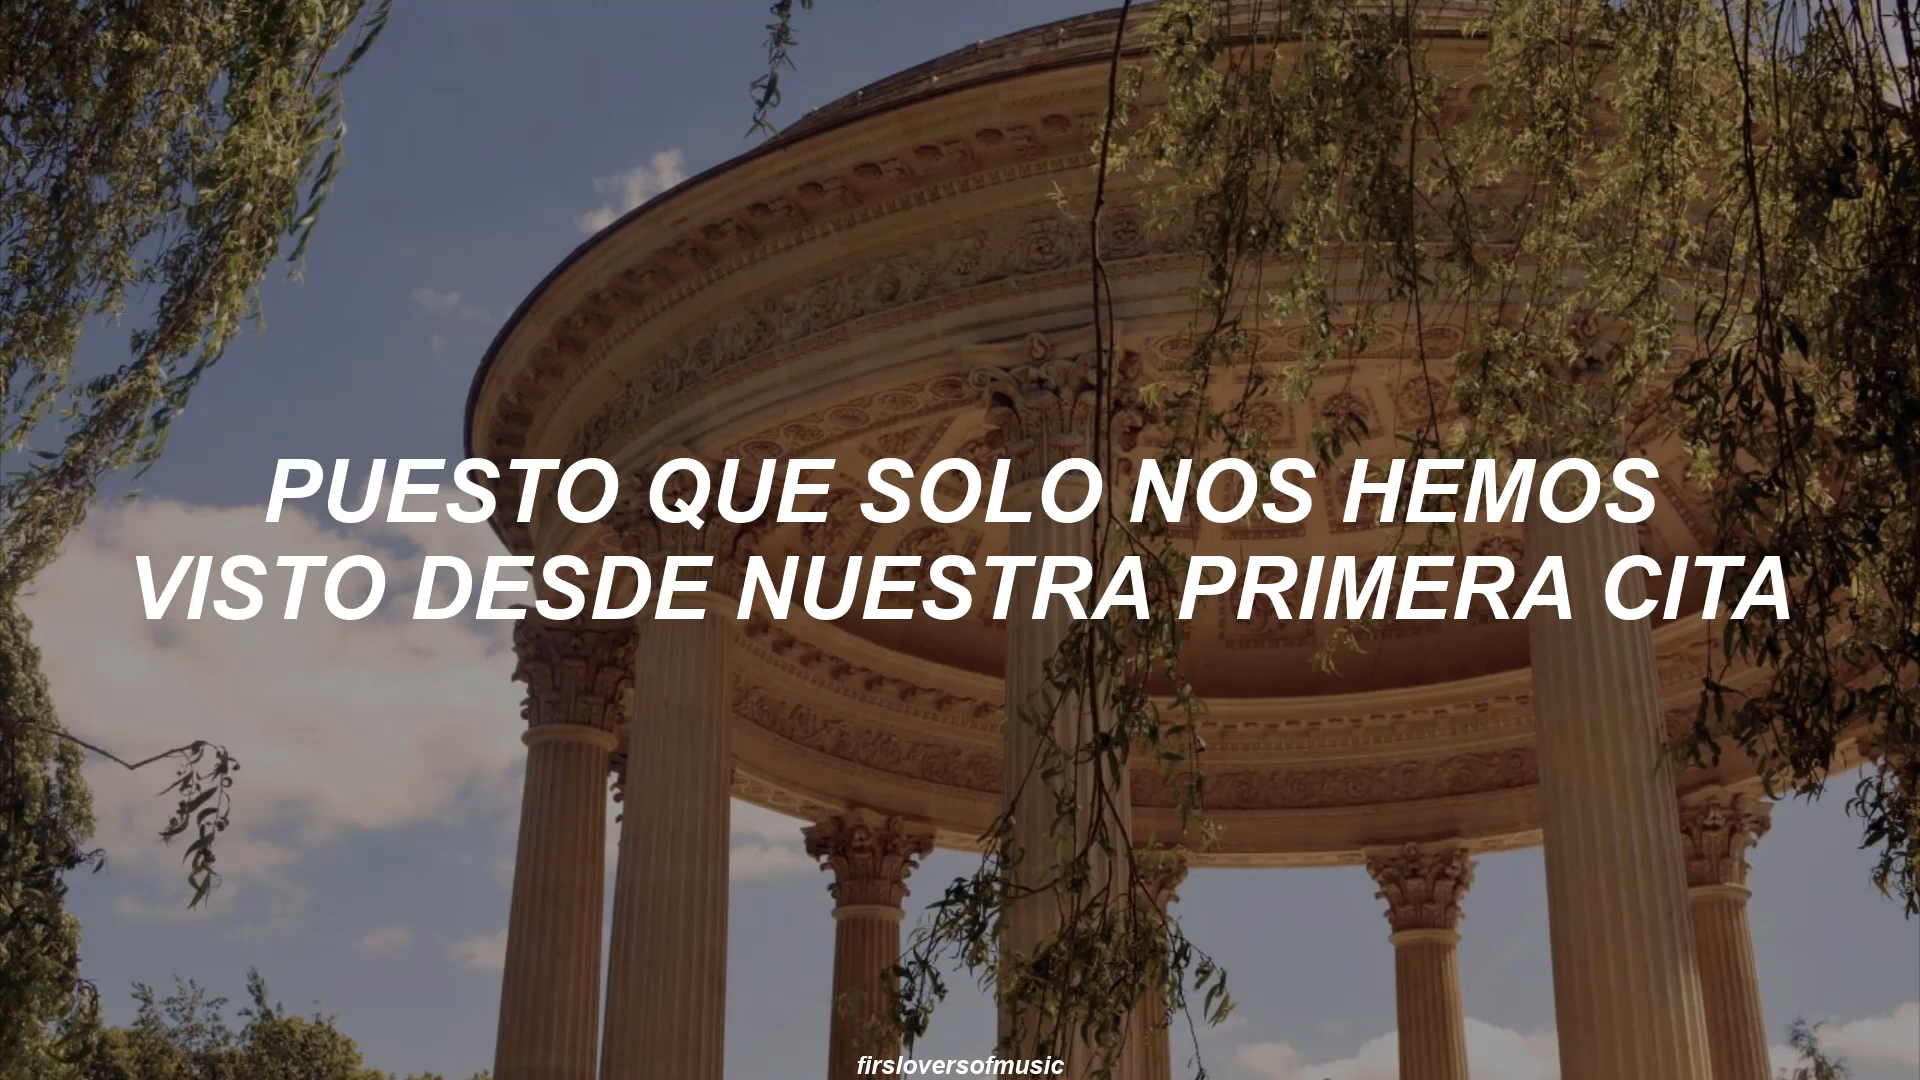 PUESTO QUE SOLO NOS HEMOS
VISTO DESDE NUESTRA PRIMERA CITA
firsloversofmusic